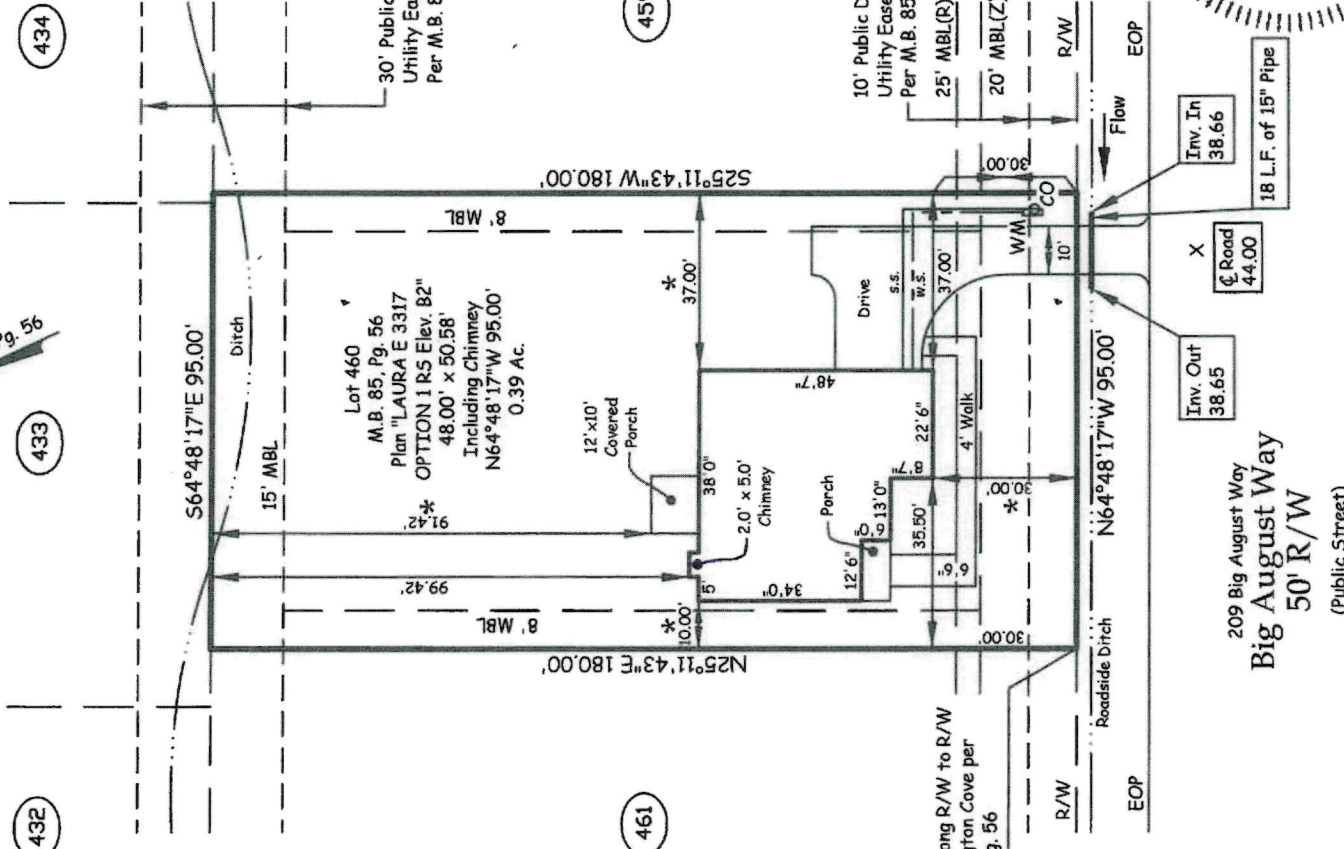 434
30' Public
Utility Ea
Per M.B. 8
459
10' Public D
Utility Ease
Per M.B. 85
25' MBL(R)
20' MBL(Z)
R/W
EOP
Pg. 56
433
S64°48'17"E 95.00'
Ditch
15' MBL
Lot 460
M.B. 85, Pg. 56
Plan "LAURA E 3317
OPTION 1 RS Elev. B2"
48.00' x 50.58'
Including Chimney
N64°48'17"W 95.00'
0.39 Ac.
S25°11'43"W 180.00'
8' MBL
*
37.00'
Drive
s.s.
w.s.
WM
CO
30.00'
37.00'
10'
Flow
Inv. In
38.66
18 L.F. of 15" Pipe
X
℄ Road
44.00
Inv. Out
38.65
*
91.42'
99.42'
12'x10'
Covered
Porch
38'0"
2.0' x 5.0'
Chimney
48'7"
5'
34'0"
12'6"
Porch
6'0"
13'0"
8'7"
22'6"
35.50'
4' Walk
6'6"
30.00'
*
8' MBL
*
10.00'
30.00'
N25°11'43"E 180.00'
N64°48'17"W 95.00'
Roadside Ditch
209 Big August Way
Big August Way
50' R/W
(Public Street)
432
461
ong R/W to R/W
gton Cove per
g. 56
R/W
EOP